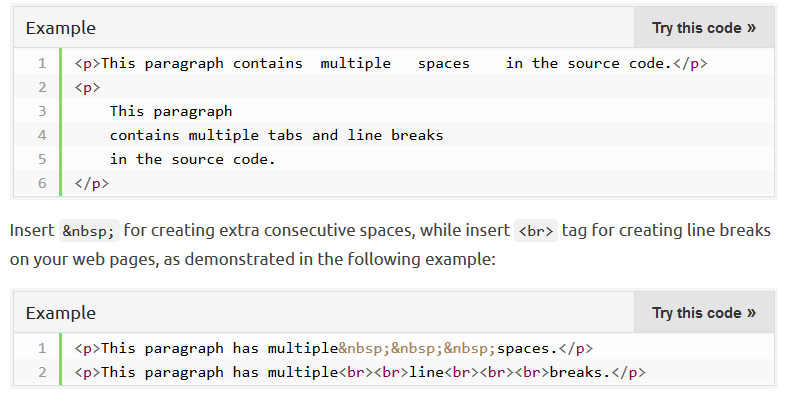 Example Try this code »
1 <p>This paragraph contains  multiple   spaces    in the source code.</p>
2 <p>
3     This paragraph
4     contains multiple tabs and line breaks
5     in the source code.
6 </p>
Insert &nbsp; for creating extra consecutive spaces, while insert <br> tag for creating line breaks
on your web pages, as demonstrated in the following example:
Example Try this code »
1 <p>This paragraph has multiple&nbsp;&nbsp;&nbsp;spaces.</p>
2 <p>This paragraph has multiple<br><br>line<br><br><br>breaks.</p>